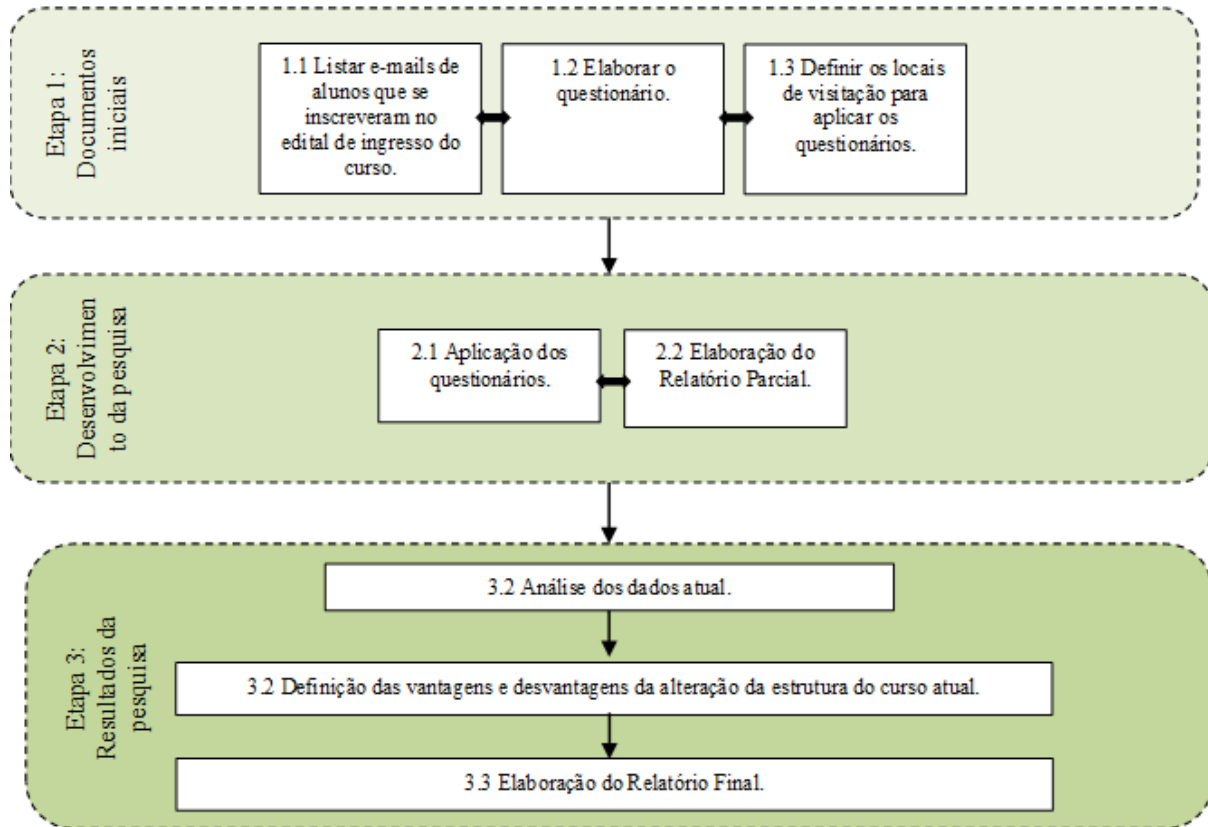 Etapa 1:
Documentos
iniciais
1.1 Listar e-mails de
alunos que se
inscreveram no
edital de ingresso do
curso.
1.2 Elaborar o
questionário.
1.3 Definir os locais
de visitação para
aplicar os
questionários.
Etapa 2:
Desenvolvimen
to da pesquisa
2.1 Aplicação dos
questionários.
2.2 Elaboração do
Relatório Parcial.
Etapa 3:
Resultados da
pesquisa
3.2 Análise dos dados atual.
3.2 Definição das vantagens e desvantagens da alteração da estrutura do curso atual.
3.3 Elaboração do Relatório Final.